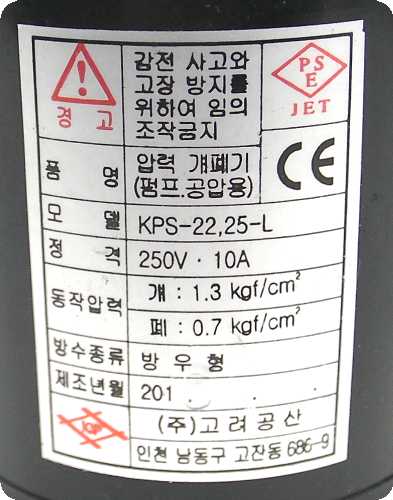 경 고
감전 사고와
고장 방지를
위하여 임의
조작금지
PSE
JET
품 명
압력 개폐기
(펌프,공압용)
CE
모 델
KPS-22,25-L
정 격
250V · 10A
동작압력
개 : 1.3 kgf/cm²
폐 : 0.7 kgf/cm²
방수종류
방 우 형
제조년월
201 . . .
(주)고려공산
인천 남동구 고잔동 686-9